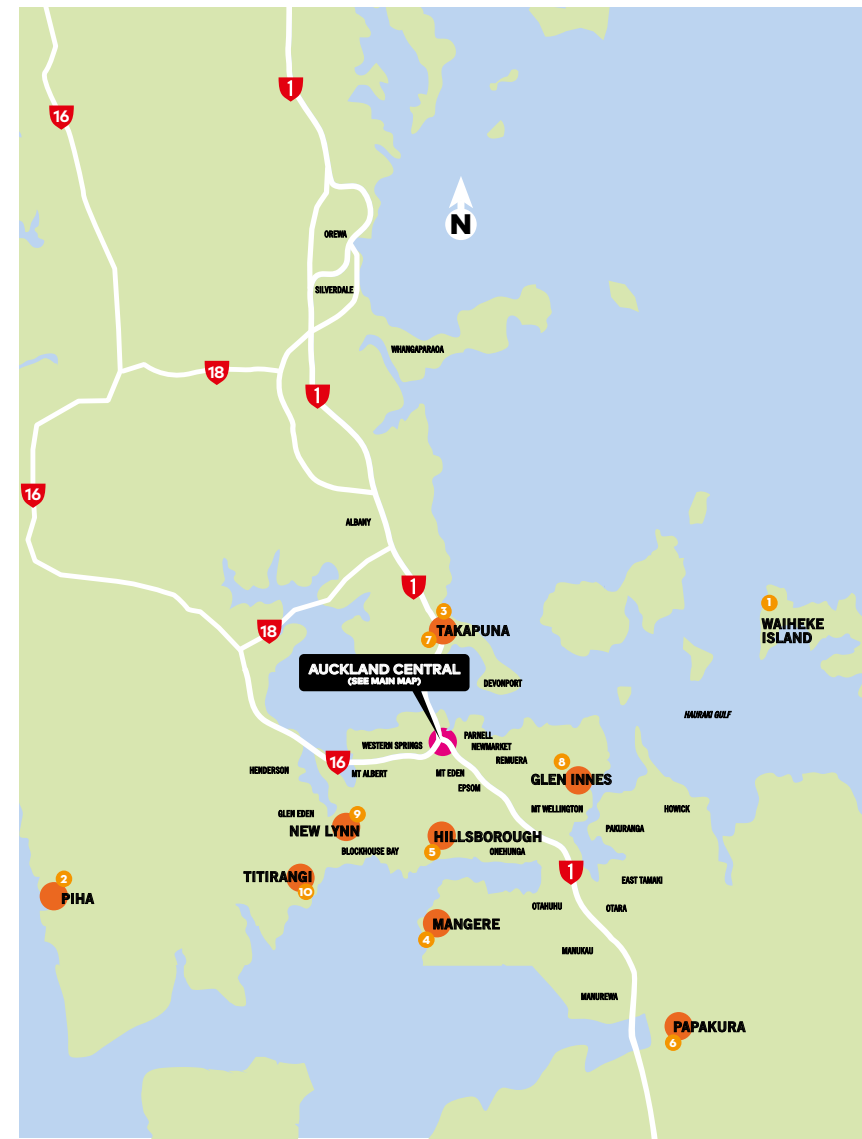 1
16
N
OREWA
SILVERDALE
WHANGAPARAOA
18
1
16
ALBANY
1
3
1
WAIHEKE
ISLAND
18
7
TAKAPUNA
AUCKLAND CENTRAL
(SEE MAIN MAP)
DEVONPORT
HAURAKI GULF
PARNELL
WESTERN SPRINGS
NEWMARKET
REMUERA
16
8
HENDERSON
MT ALBERT
MT EDEN
GLEN INNES
EPSOM
MT WELLINGTON
HOWICK
GLEN EDEN
9
NEW LYNN
PAKURANGA
HILLSBOROUGH
BLOCKHOUSE BAY
5
ONEHUNGA
1
TITIRANGI
2
EAST TAMAKI
10
PIHA
OTAHUHU
OTARA
MANGERE
4
MANUKAU
MANUREWA
PAPAKURA
6